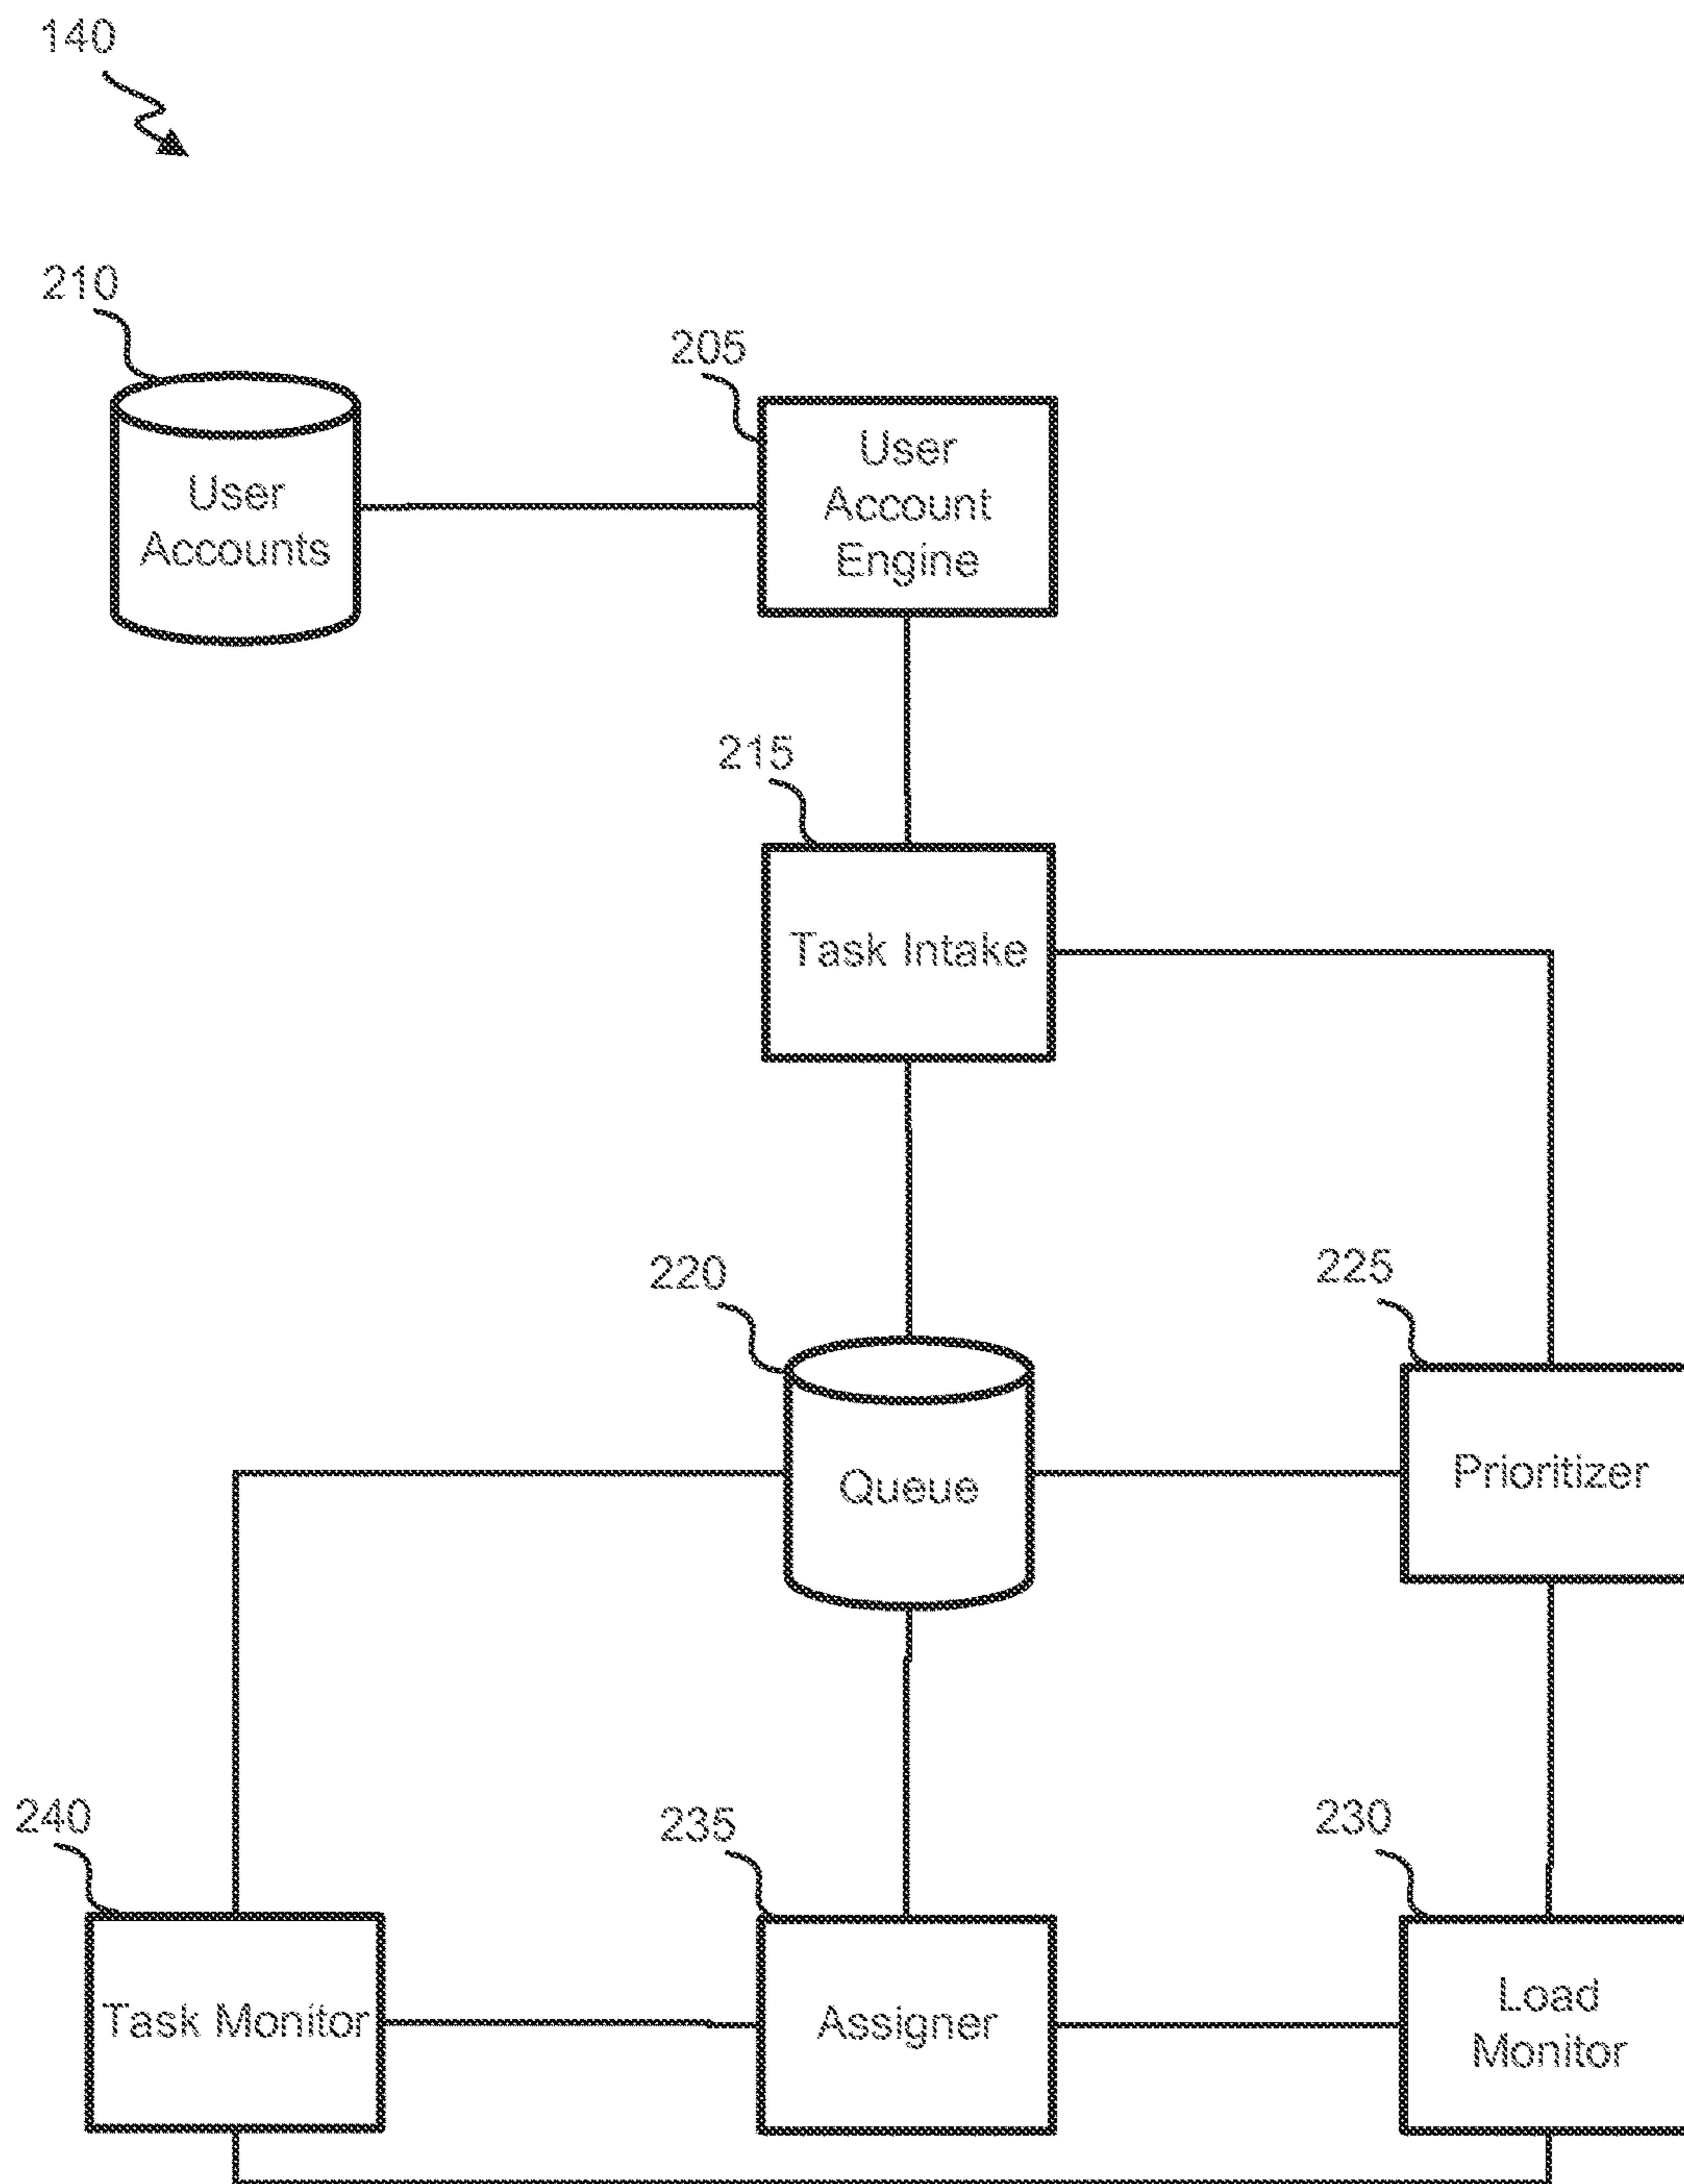 140
210
205
User
Accounts
User
Account
Engine
215
Task Intake
220
225
Queue
Prioritizer
240
235
230
Task Monitor
Assigner
Load
Monitor